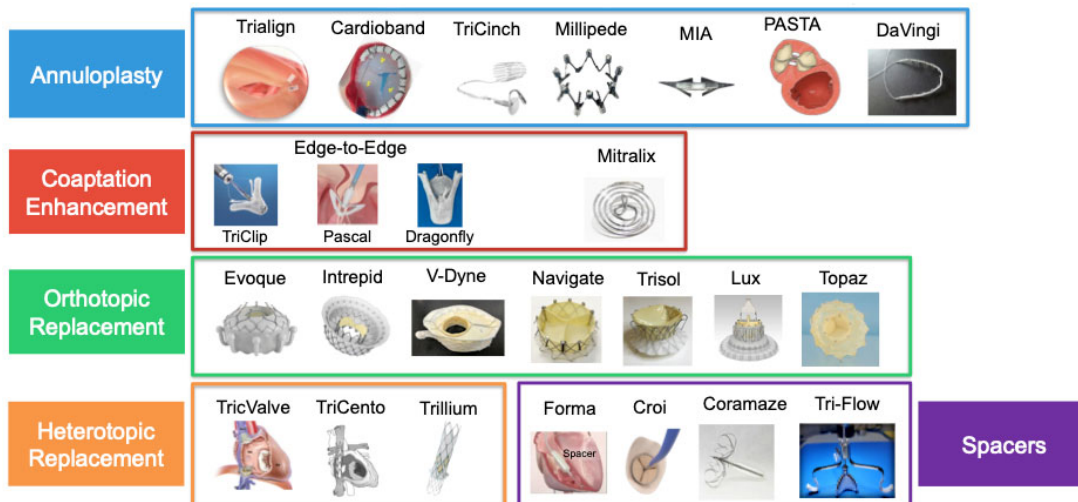 Annuloplasty
Trialign
Cardioband
TriCinch
Millipede
MIA
PASTA
DaVingi
Coaptation
Enhancement
Edge-to-Edge
Mitralix
TriClip
Pascal
Dragonfly
Orthotopic
Replacement
Evoque
Intrepid
V-Dyne
Navigate
Trisol
Lux
Topaz
Heterotopic
Replacement
TricValve
TriCento
Trillium
Forma
Croi
Coramaze
Tri-Flow
Spacer
Spacers